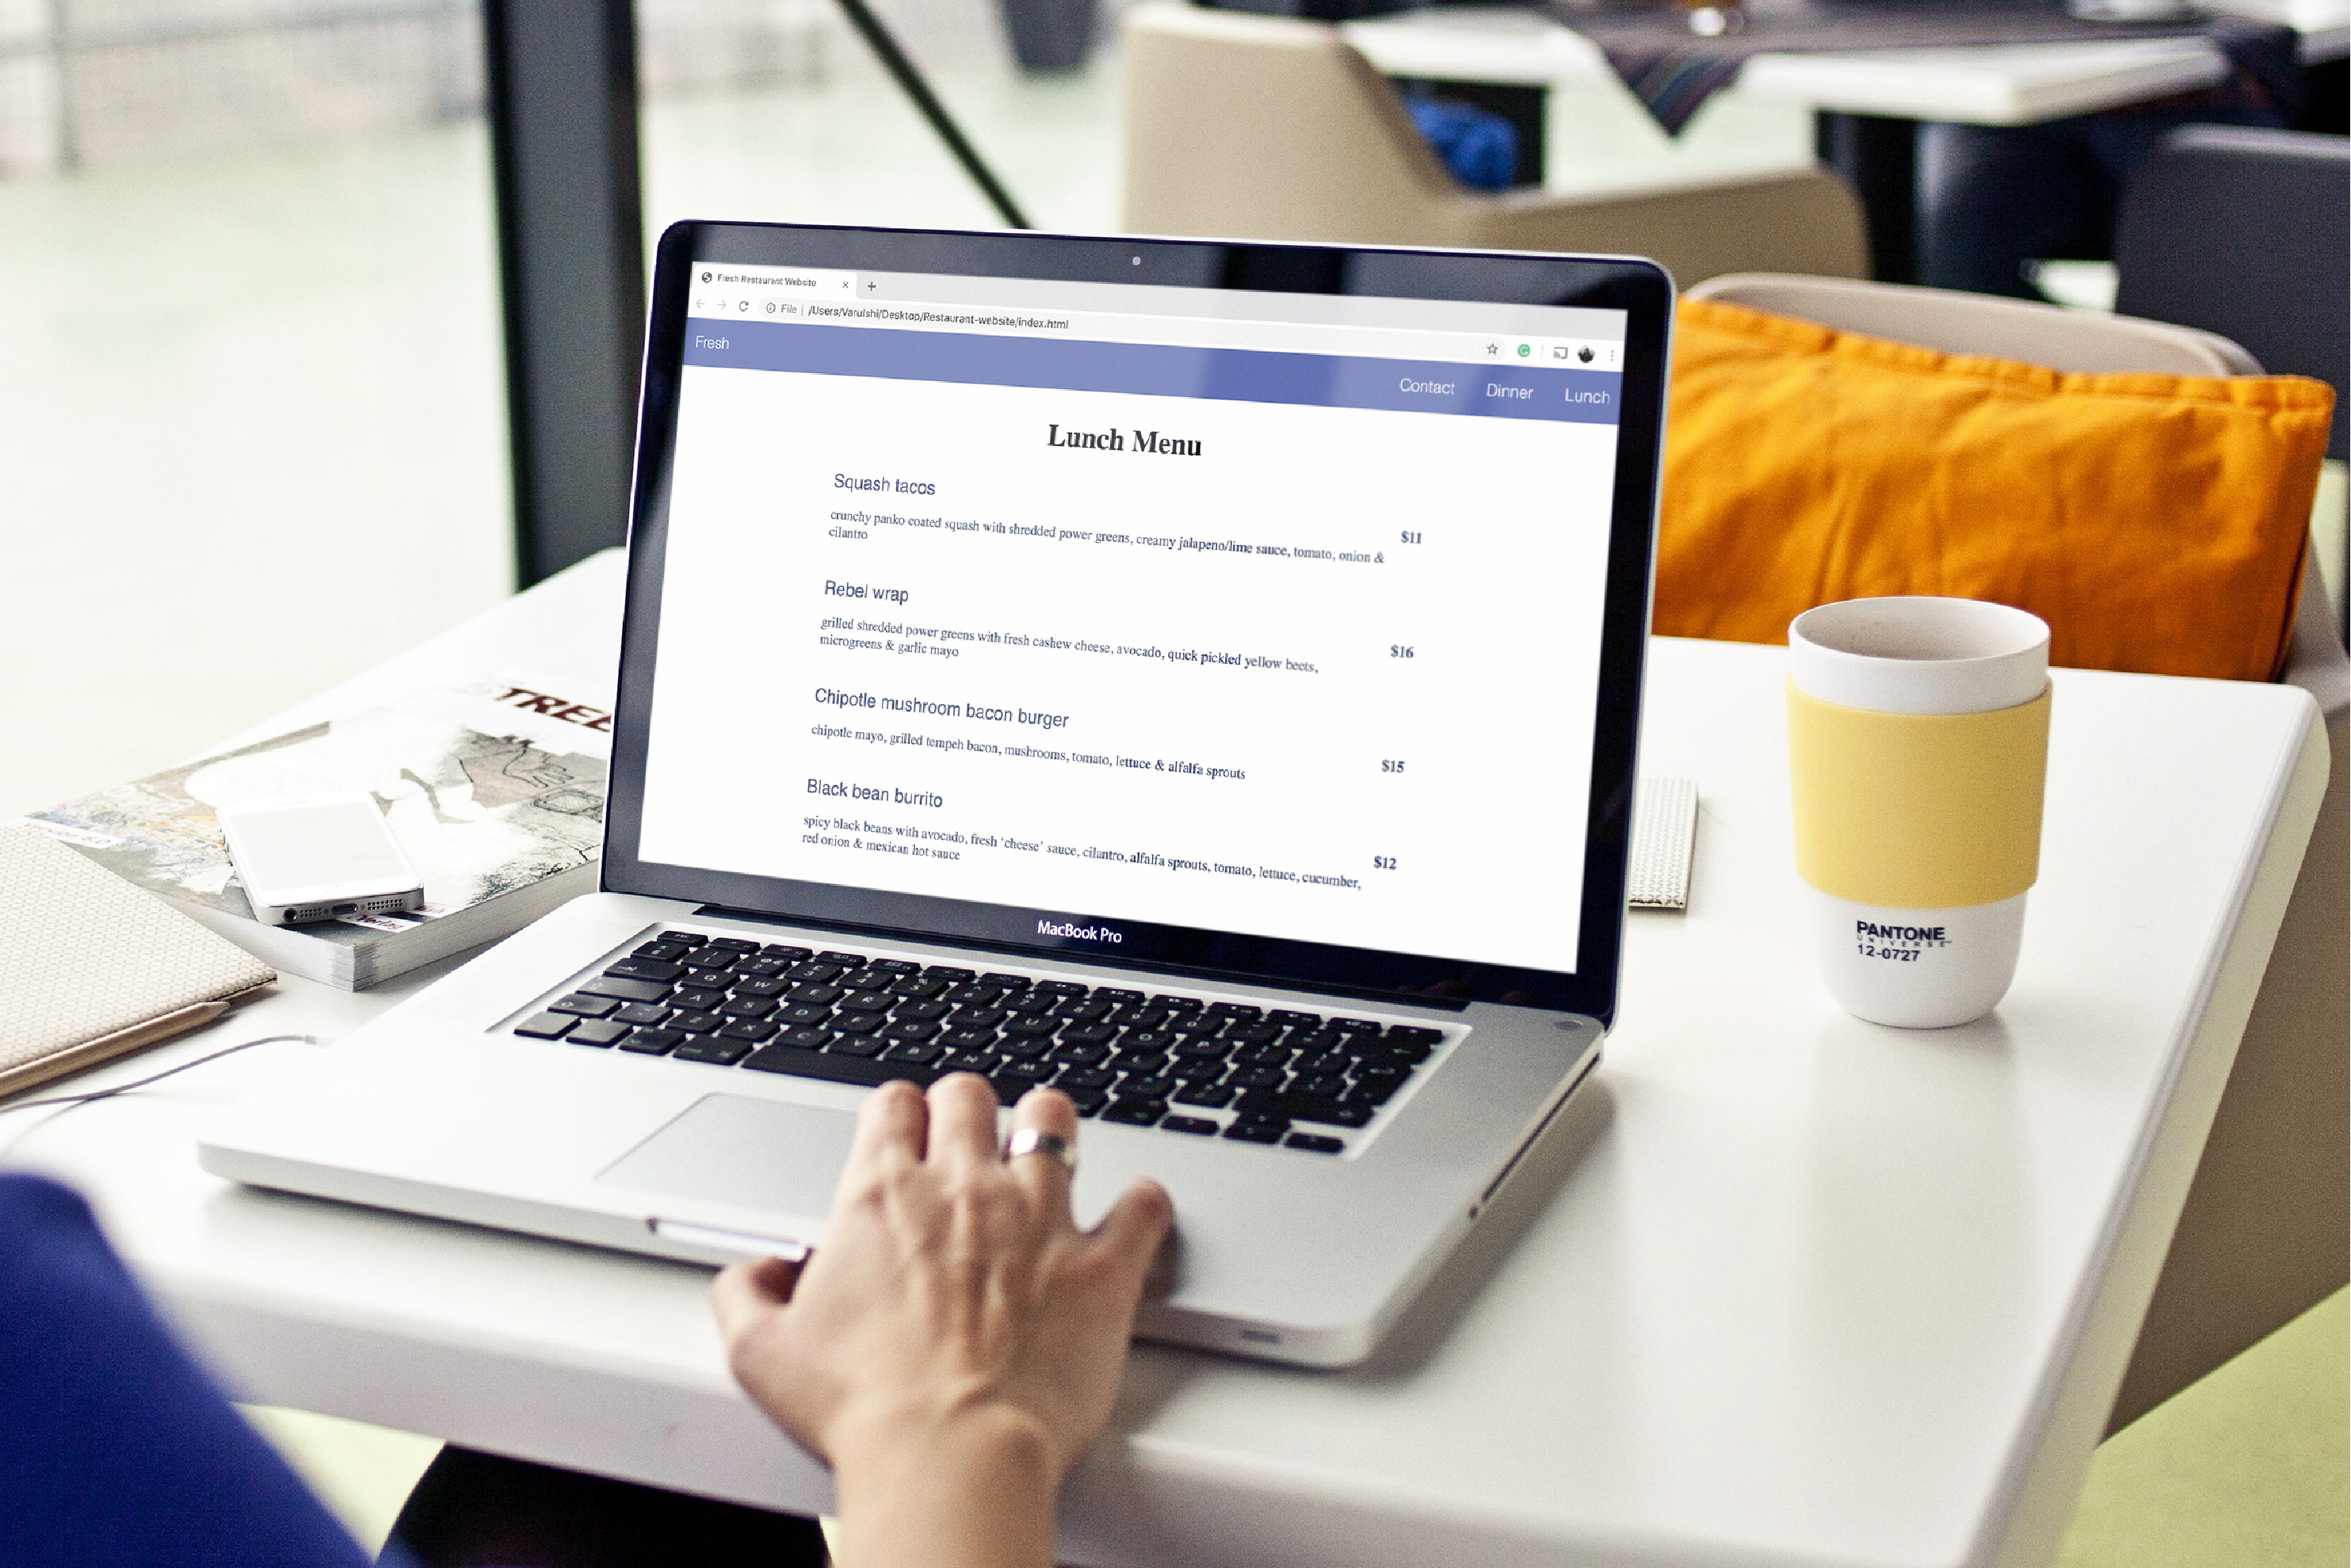 Fresh Restaurant Website
File | /Users/Varulshi/Desktop/Restaurant-website/index.html
Fresh
Contact Dinner Lunch
Lunch Menu
Squash tacos
crunchy panko coated squash with shredded power greens, creamy jalapeno/lime sauce, tomato, onion &
cilantro
$11
Rebel wrap
grilled shredded power greens with fresh cashew cheese, avocado, quick pickled yellow beets,
microgreens & garlic mayo
$16
Chipotle mushroom bacon burger
chipotle mayo, grilled tempeh bacon, mushrooms, tomato, lettuce & alfalfa sprouts
$15
Black bean burrito
spicy black beans with avocado, fresh ‘cheese’ sauce, cilantro, alfalfa sprouts, tomato, lettuce, cucumber,
red onion & mexican hot sauce
$12
MacBook Pro
PANTONE
UNIVERSE
12-0727